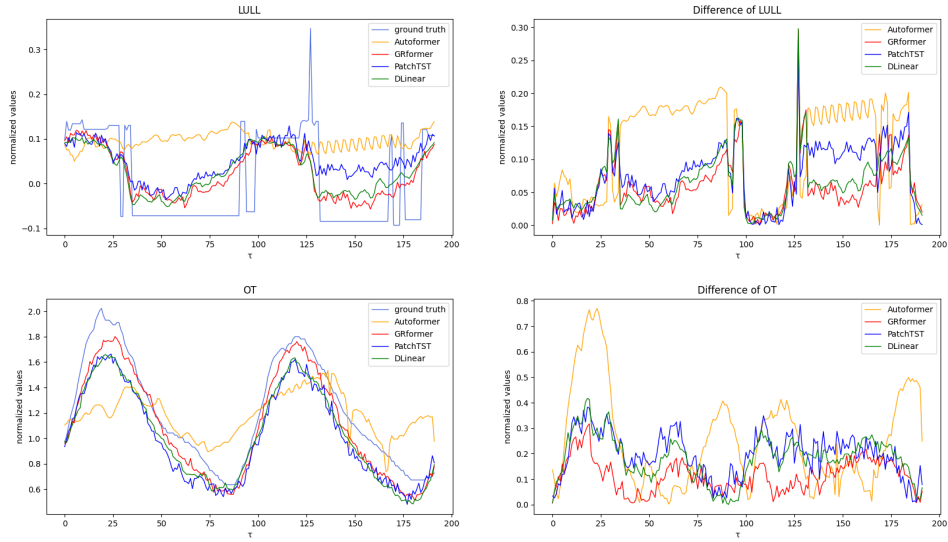 LULL
normalized values
0.3
0.2
0.1
0.0
−0.1
0
25
50
75
100
125
150
175
200
τ
ground truth
Autoformer
GRformer
PatchTST
DLinear
Difference of LULL
normalized values
0.30
0.25
0.20
0.15
0.10
0.05
0.00
0
25
50
75
100
125
150
175
200
τ
Autoformer
GRformer
PatchTST
DLinear
OT
normalized values
2.0
1.8
1.6
1.4
1.2
1.0
0.8
0.6
0
25
50
75
100
125
150
175
200
τ
ground truth
Autoformer
GRformer
PatchTST
DLinear
Difference of OT
normalized values
0.8
0.7
0.6
0.5
0.4
0.3
0.2
0.1
0.0
0
25
50
75
100
125
150
175
200
τ
Autoformer
GRformer
PatchTST
DLinear